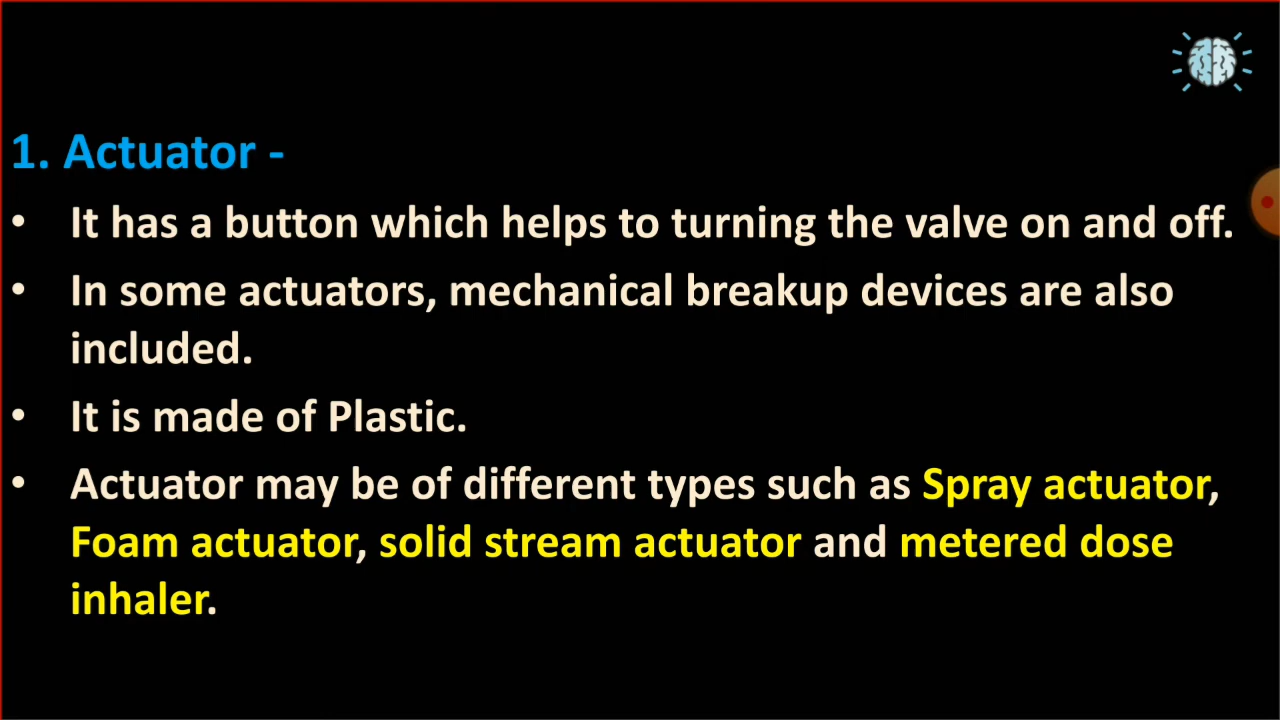 1. Actuator -
• It has a button which helps to turning the valve on and off.
• In some actuators, mechanical breakup devices are also
included.
• It is made of Plastic.
• Actuator may be of different types such as Spray actuator,
Foam actuator, solid stream actuator and metered dose
inhaler.